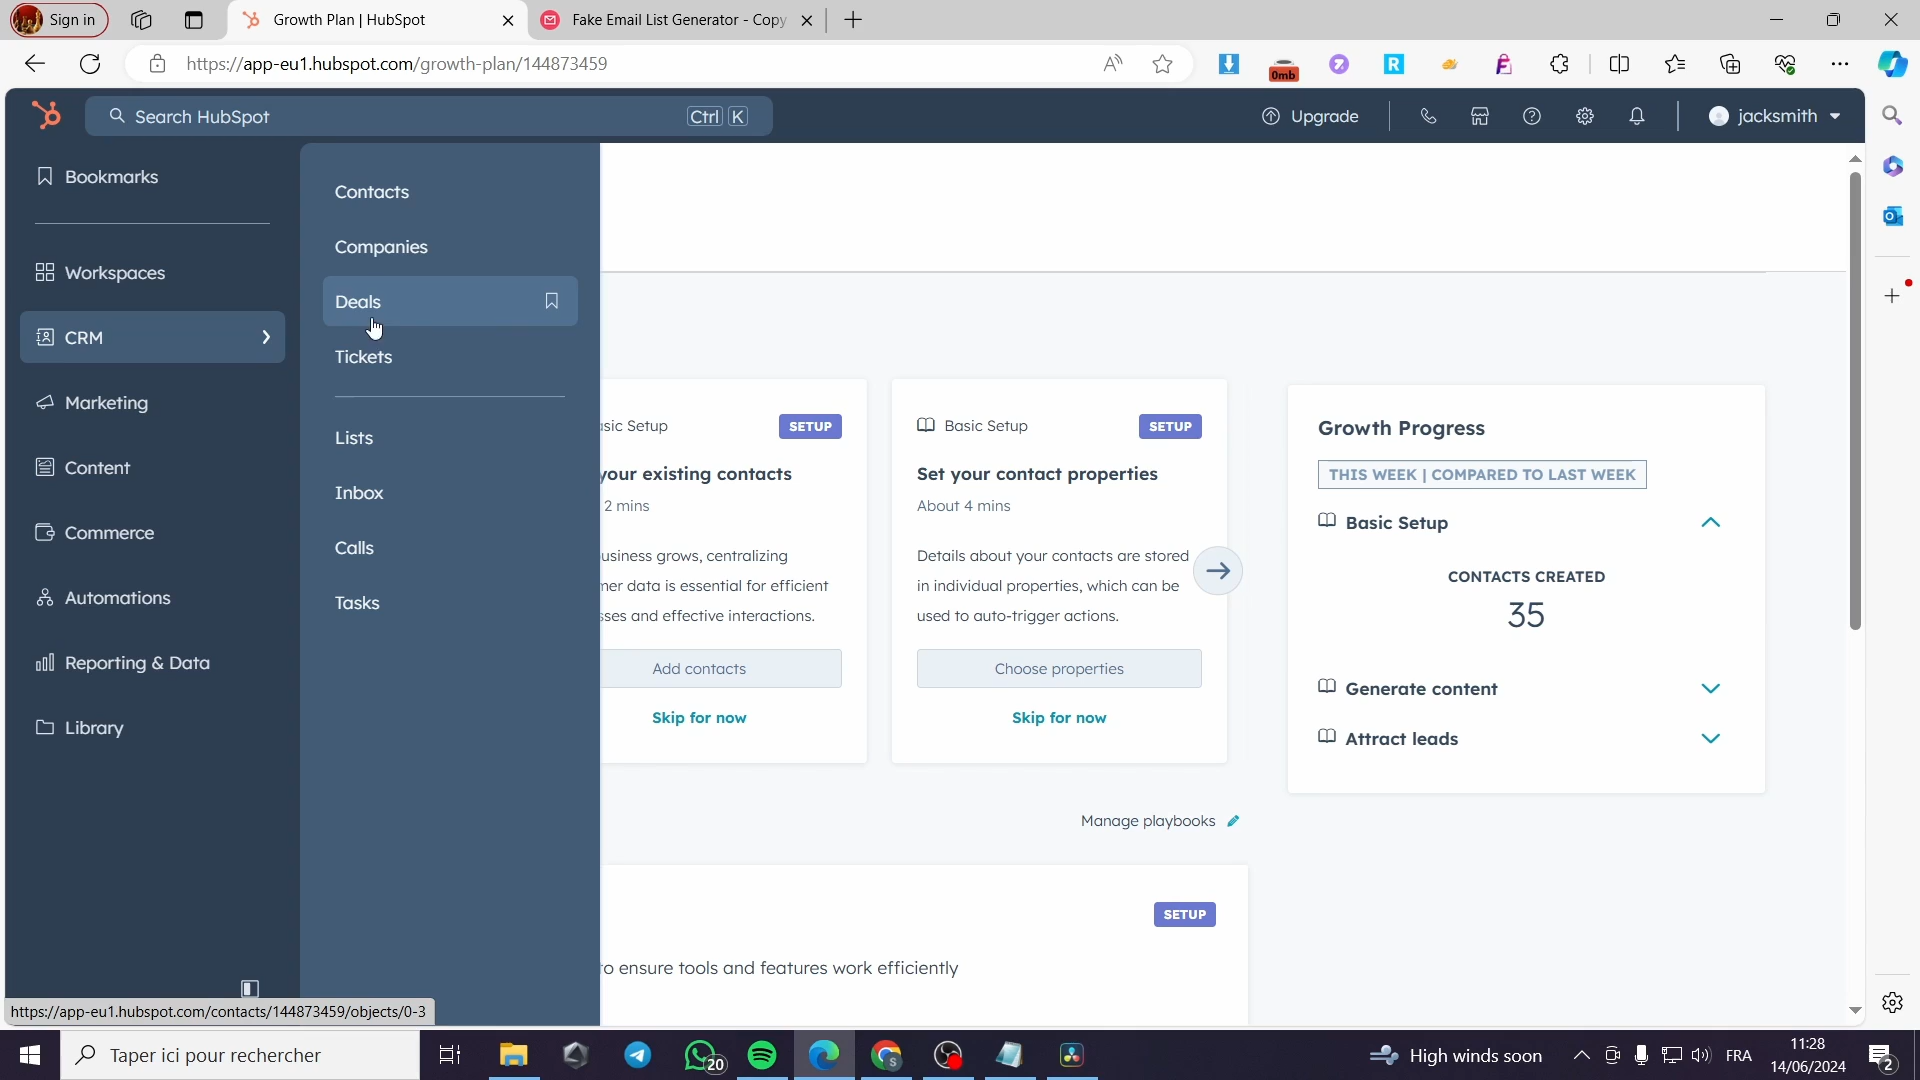 Sign in
Growth Plan | HubSpot
Fake Email List Generator - Copy
https://app-eu1.hubspot.com/growth-plan/144873459
0mb
Search HubSpot
Ctrl K
Upgrade
jacksmith
Bookmarks
Workspaces
CRM
Marketing
Content
Commerce
Automations
Reporting & Data
Library
Contacts
Companies
Deals
Tickets
Lists
Inbox
Calls
Tasks
Setup
SETUP
your existing contacts
2 mins
grows, centralizing
data is essential for efficient
and effective interactions.
Add contacts
Skip for now
Basic Setup
SETUP
Set your contact properties
About 4 mins
Details about your contacts are stored
in individual properties, which can be
used to auto-trigger actions.
Choose properties
Skip for now
Growth Progress
THIS WEEK | COMPARED TO LAST WEEK
Basic Setup
CONTACTS CREATED
35
Generate content
Attract leads
Manage playbooks
SETUP
to ensure tools and features work efficiently
https://app-eu1.hubspot.com/contacts/144873459/objects/0-3
Taper ici pour rechercher
20
High winds soon
FRA
11:28
14/06/2024
2